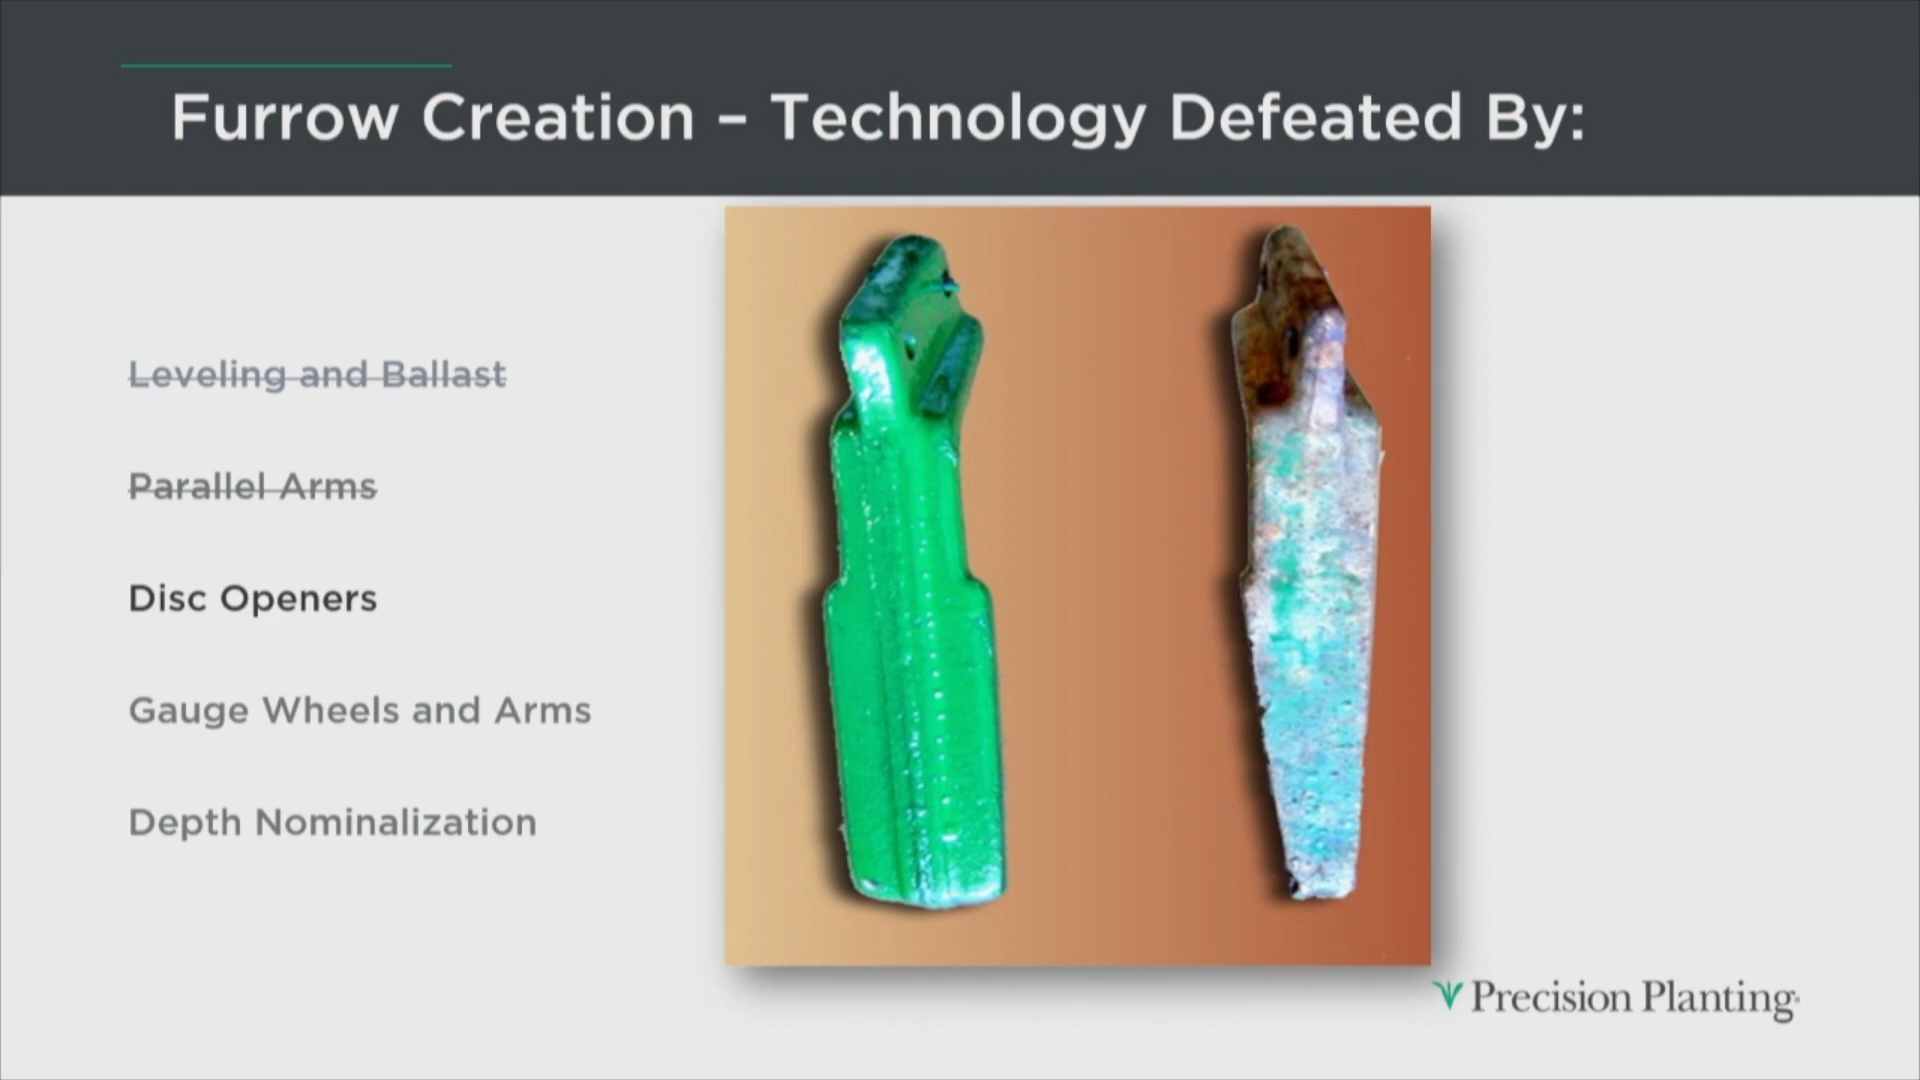 Furrow Creation – Technology Defeated By:
Leveling and Ballast
Parallel Arms
Disc Openers
Gauge Wheels and Arms
Depth Nominalization
Precision Planting